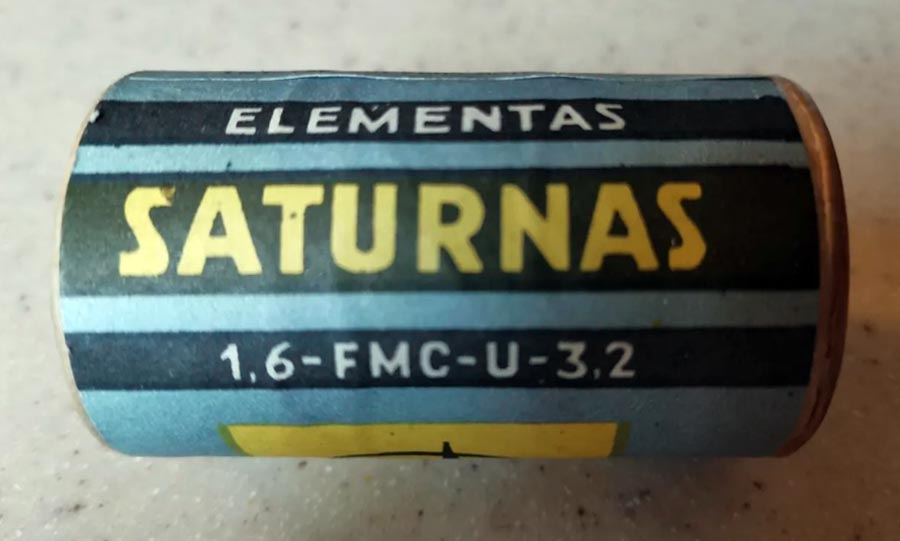 ELEMENTAS
SATURNAS
1,6-FMC-U-3,2